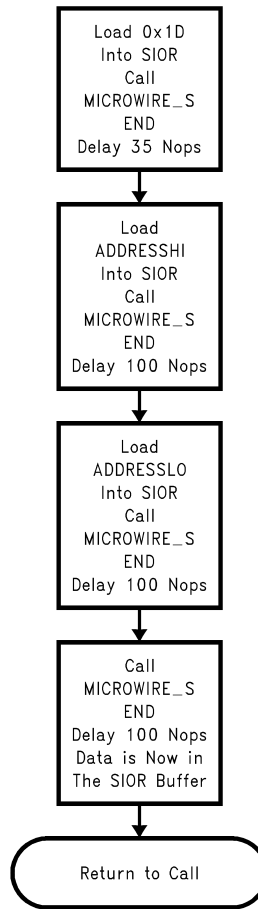 Load 0x1D
Into SIOR
Call
MICROWIRE_S
END
Delay 35 Nops
Load
ADDRESSHI
Into SIOR
Call
MICROWIRE_S
END
Delay 100 Nops
Load
ADDRESSLO
Into SIOR
Call
MICROWIRE_S
END
Delay 100 Nops
Call
MICROWIRE_S
END
Delay 100 Nops
Data is Now in
The SIOR Buffer
Return to Call